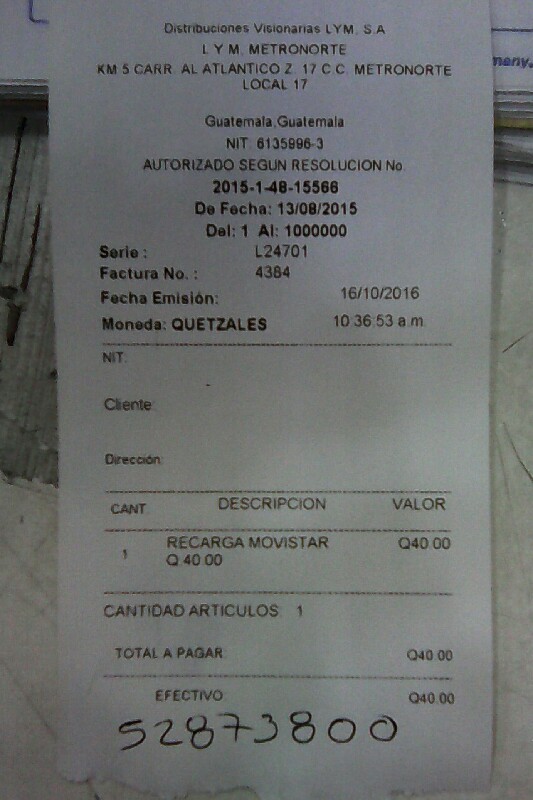 Distribuciones Visionarias LYM, S.A
L Y M, METRONORTE
KM 5 CARR. AL ATLANTICO Z. 17 C.C. METRONORTE
LOCAL 17
Guatemala,Guatemala
NIT: 6135996-3
AUTORIZADO SEGUN RESOLUCION No.
2015-1-48-15566
De Fecha: 13/08/2015
Del: 1 Al: 1000000
Serie : L24701
Factura No. : 4384
Fecha Emisión: 16/10/2016
Moneda: QUETZALES 10:36:53 a.m.
NIT:
Cliente
Dirección:
CANT. DESCRIPCION VALOR
1 RECARGA MOVISTAR Q40.00
Q.40.00
CANTIDAD ARTICULOS: 1
TOTAL A PAGAR Q40.00
EFECTIVO Q40.00
52873800